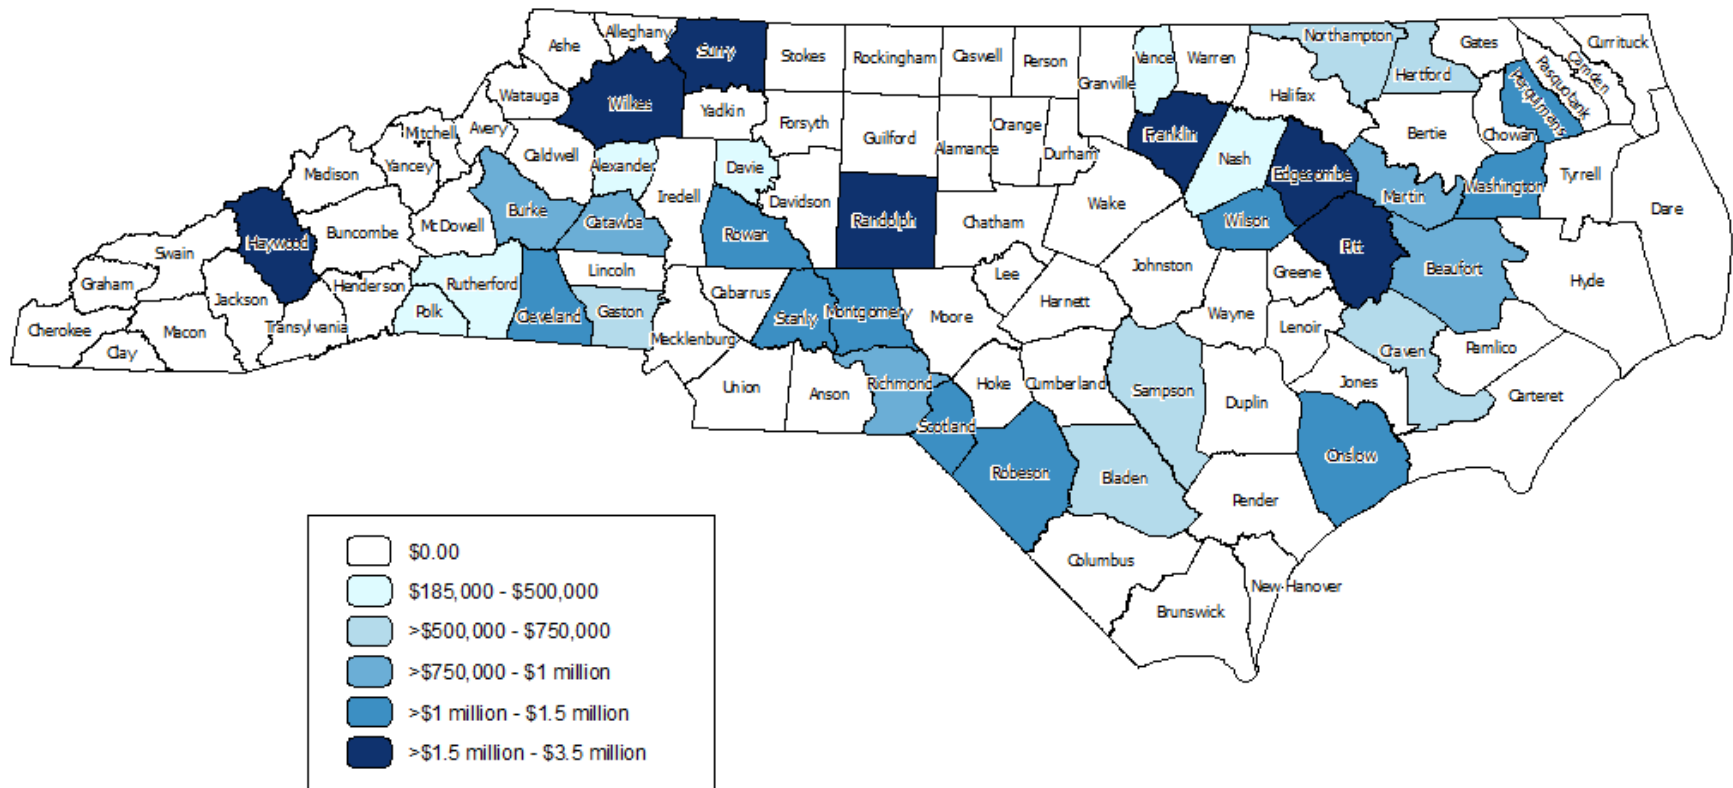 Ashe
Alleghany
Surry
Stokes
Rockingham
Caswell
Person
Granville
Vance
Warren
Northampton
Hertford
Gates
Currituck
Camden
Pasquotank
Perquimans
Chowan
Halifax
Bertie
Watauga
Wilkes
Yadkin
Forsyth
Guilford
Alamance
Orange
Durham
Franklin
Nash
Edgecombe
Martin
Washington
Tyrrell
Dare
Mitchell
Avery
Yancey
Madison
Caldwell
Alexander
Iredell
Davie
Davidson
Randolph
Chatham
Wake
Wilson
Pitt
Beaufort
Hyde
Haywood
Buncombe
McDowell
Burke
Catawba
Rowan
Swain
Graham
Jackson
Henderson
Rutherford
Polk
Cleveland
Lincoln
Gaston
Cabarrus
Stanly
Montgomery
Moore
Lee
Harnett
Johnston
Greene
Wayne
Lenoir
Craven
Pamlico
Cherokee
Clay
Macon
Transylvania
Mecklenburg
Union
Anson
Richmond
Scotland
Hoke
Cumberland
Sampson
Duplin
Jones
Carteret
Onslow
Robeson
Bladen
Pender
Columbus
Brunswick
New Hanover
$0.00
$185,000 - $500,000
>$500,000 - $750,000
>$750,000 - $1 million
>$1 million - $1.5 million
>$1.5 million - $3.5 million